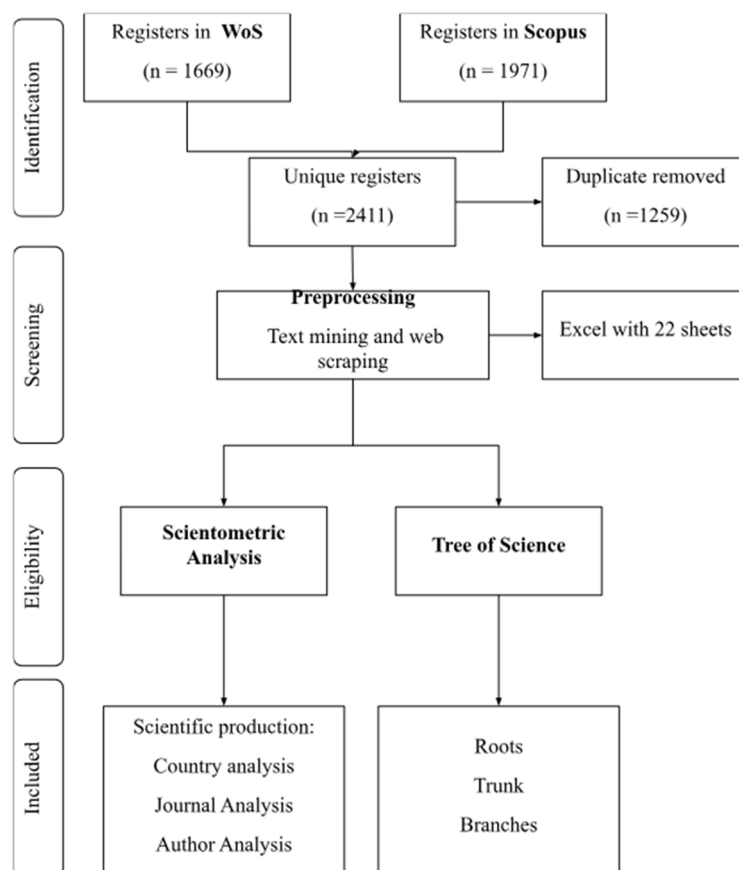 Registers in WoS
(n = 1669)
Registers in Scopus
(n = 1971)
Identification
Unique registers
(n =2411)
Duplicate removed
(n =1259)
Screening
Preprocessing
Text mining and web
scraping
Excel with 22 sheets
Eligibility
Scientometric
Analysis
Tree of Science
Included
Scientific production:
Country analysis
Journal Analysis
Author Analysis
Roots
Trunk
Branches